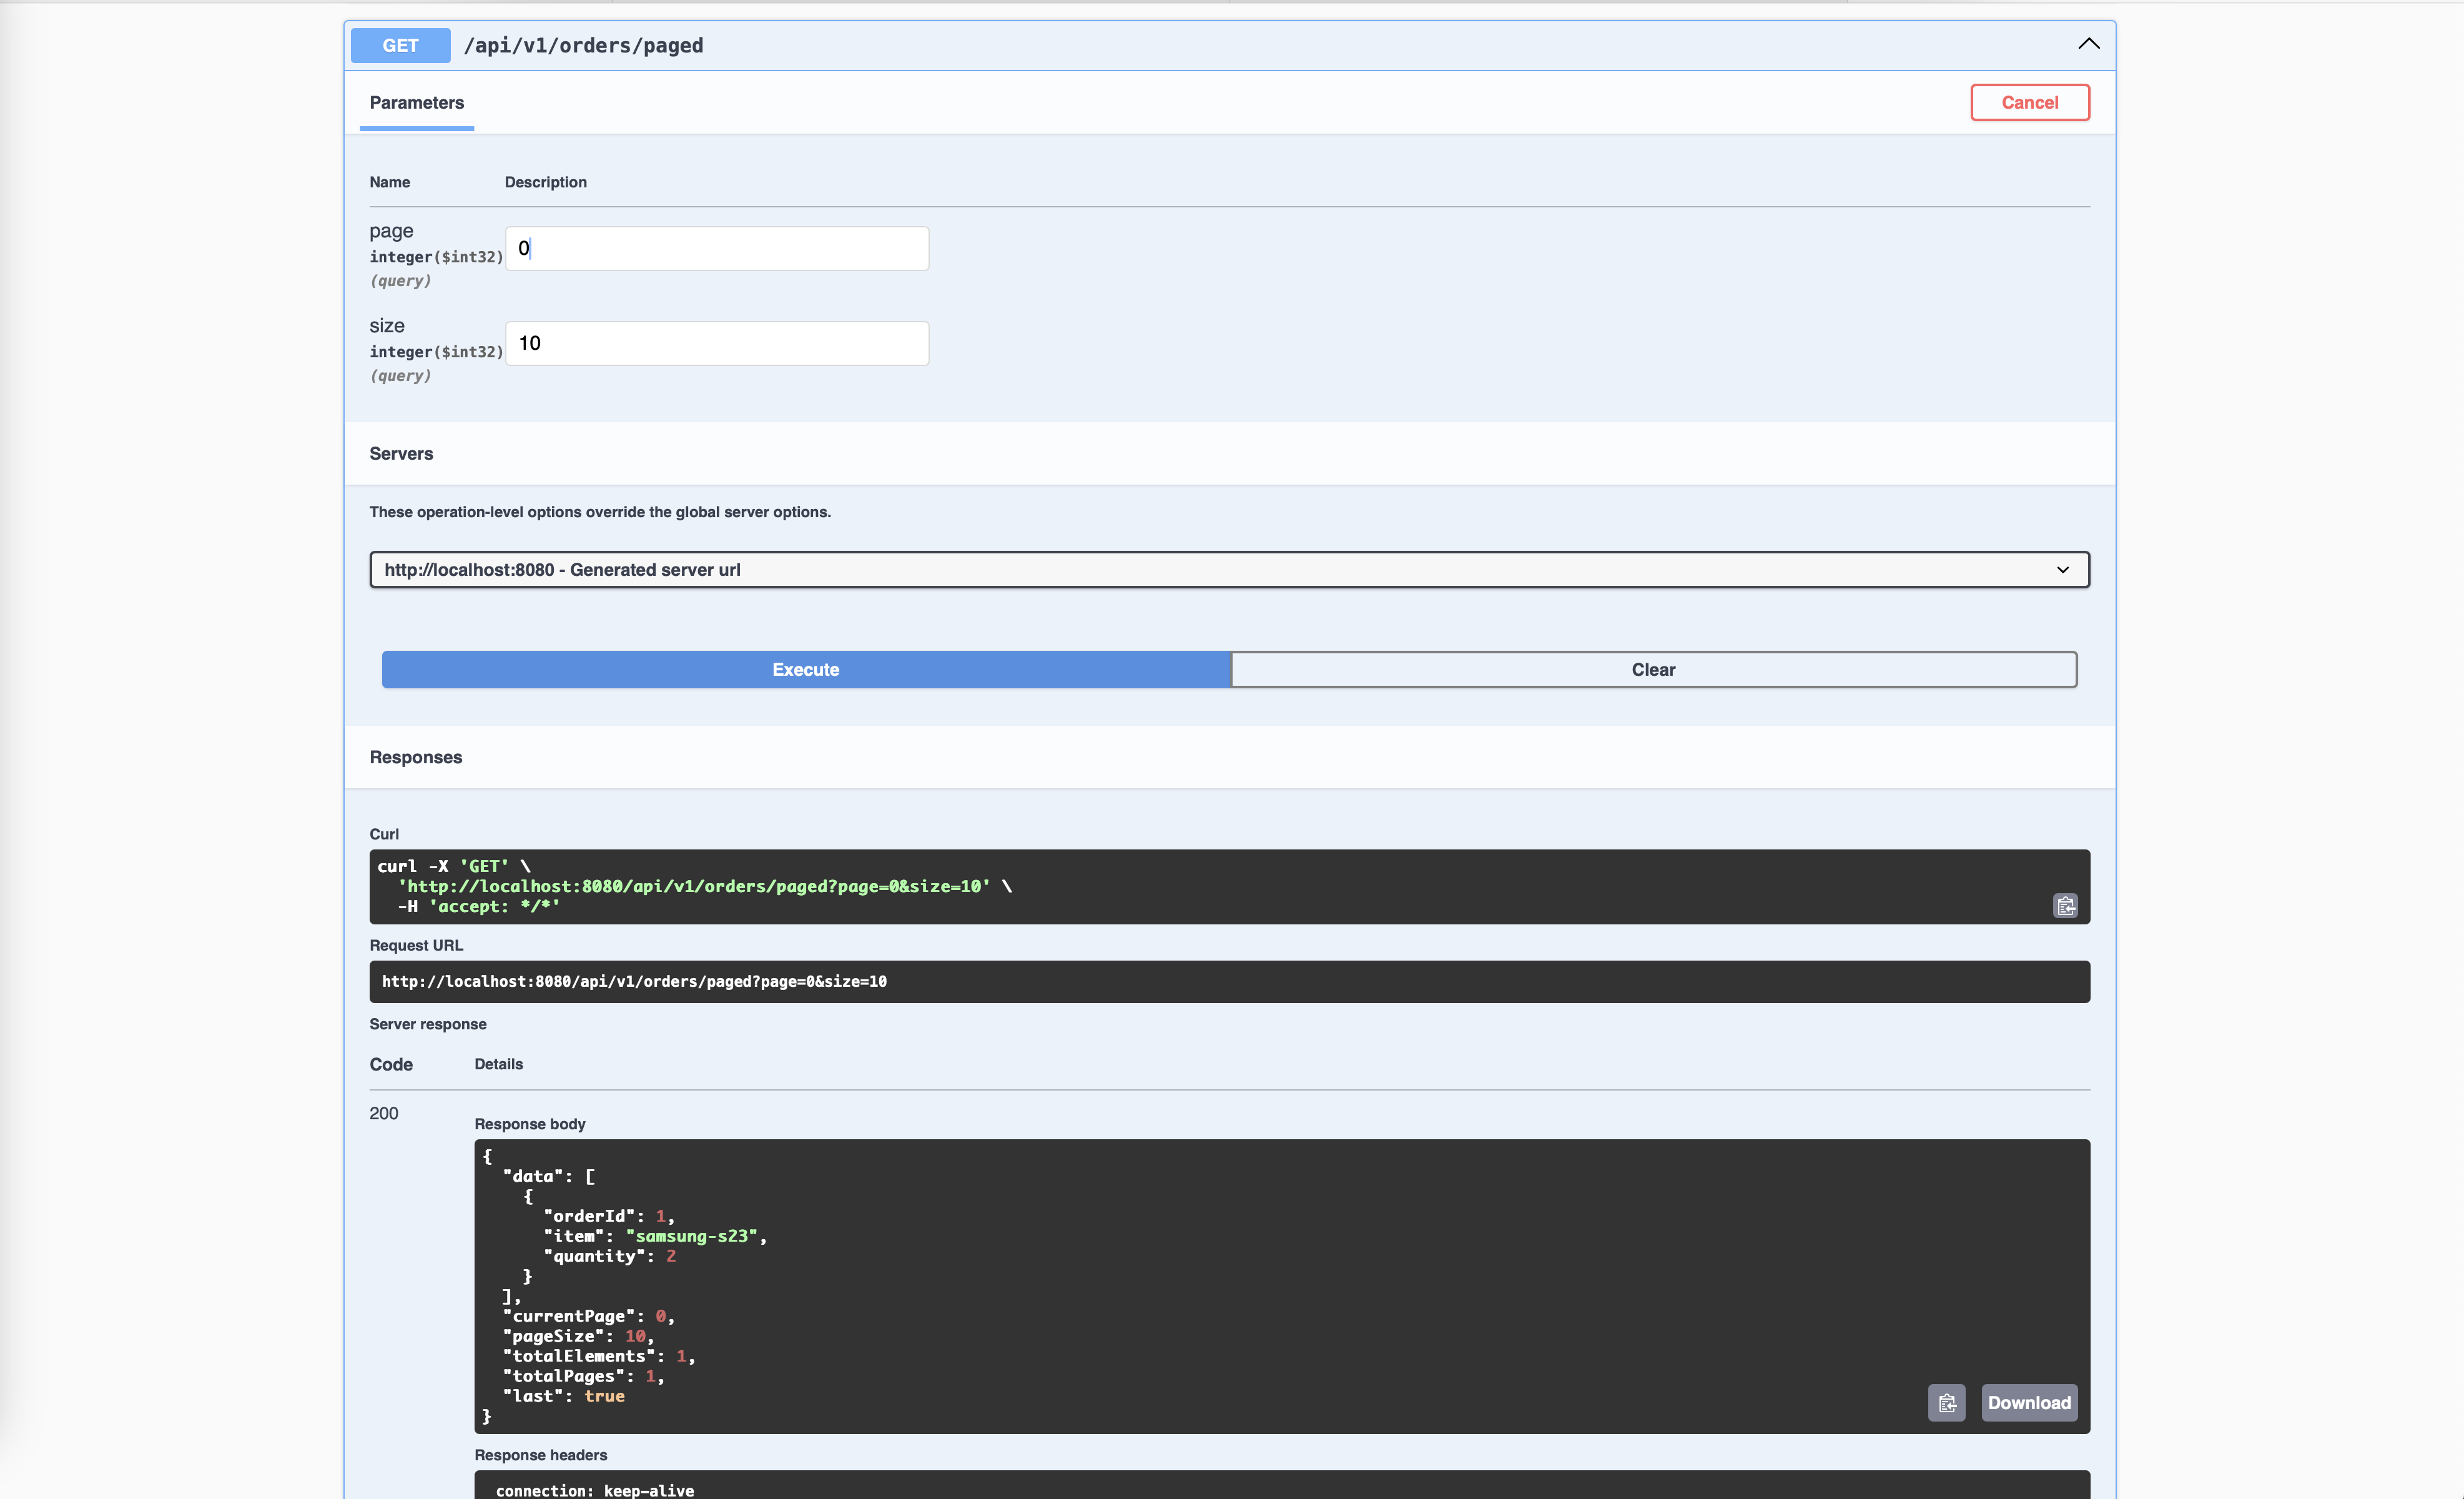 GET /api/v1/orders/paged
Parameters
Cancel
Name Description
page
integer($int32)
(query)
0
size
integer($int32)
(query)
10
Servers
These operation-level options override the global server options.
http://localhost:8080 - Generated server url
Execute Clear
Responses
Curl
curl -X 'GET' \
'http://localhost:8080/api/v1/orders/paged?page=0&size=10' \
-H 'accept: */*'
Request URL
http://localhost:8080/api/v1/orders/paged?page=0&size=10
Server response
Code Details
200
Response body
{
"data": [
{
"orderId": 1,
"item": "samsung-s23",
"quantity": 2
}
],
"currentPage": 0,
"pageSize": 10,
"totalElements": 1,
"totalPages": 1,
"last": true
}
Download
Response headers
connection: keep-alive